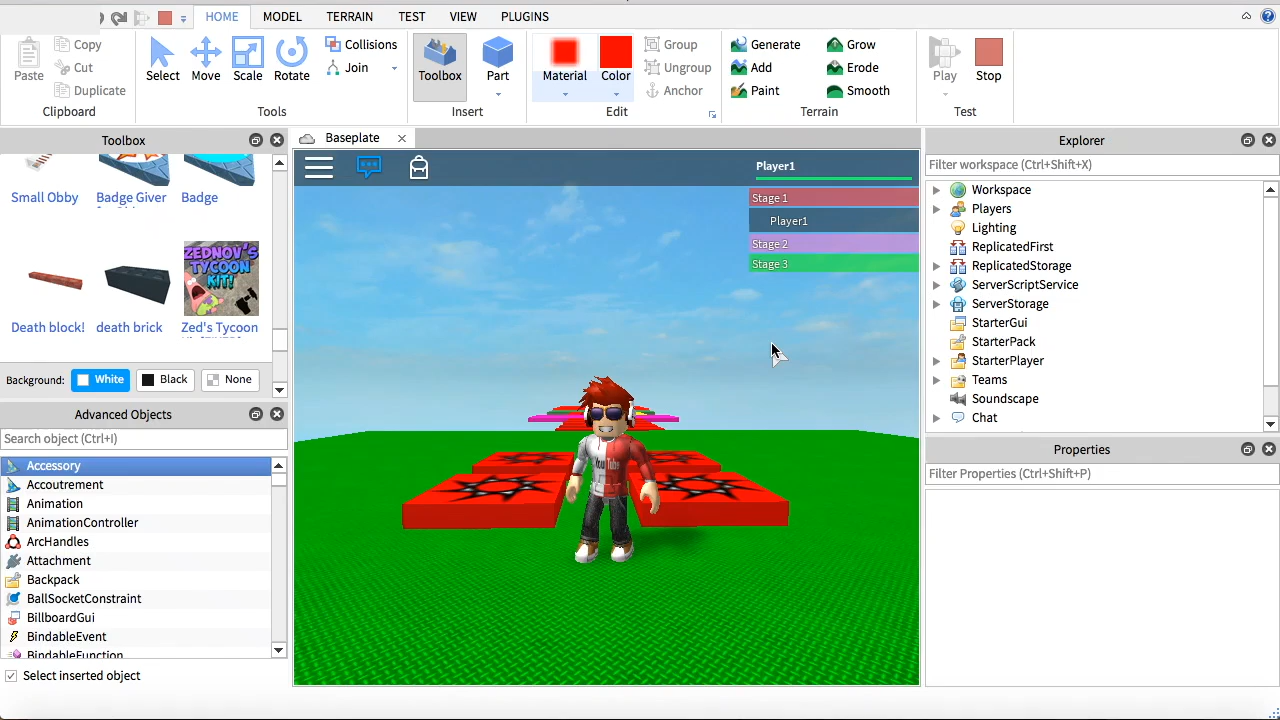 HOME MODEL TERRAIN TEST VIEW PLUGINS
Paste
Copy
Cut
Duplicate
Clipboard
Select
Move
Scale
Rotate
Collisions
Join
Tools
Toolbox
Part
Insert
Material
Color
Group
Ungroup
Anchor
Edit
Generate
Add
Paint
Grow
Erode
Smooth
Terrain
Play
Stop
Test
Toolbox
Small Obby
Badge Giver
Badge
ZEDNOV'S
TYCOON
KIT!
Death block!
death brick
Zed's Tycoon
Background:
White
Black
None
Advanced Objects
Search object (Ctrl+I)
Accessory
Accoutrement
Animation
AnimationController
ArcHandles
Attachment
Backpack
BallSocketConstraint
BillboardGui
BindableEvent
BindableFunction
Select inserted object
Baseplate
Player1
Stage 1
Player1
Stage 2
Stage 3
You Tube
Explorer
Filter workspace (Ctrl+Shift+X)
Workspace
Players
Lighting
ReplicatedFirst
ReplicatedStorage
ServerScriptService
ServerStorage
StarterGui
StarterPack
StarterPlayer
Teams
Soundscape
Chat
Properties
Filter Properties (Ctrl+Shift+P)